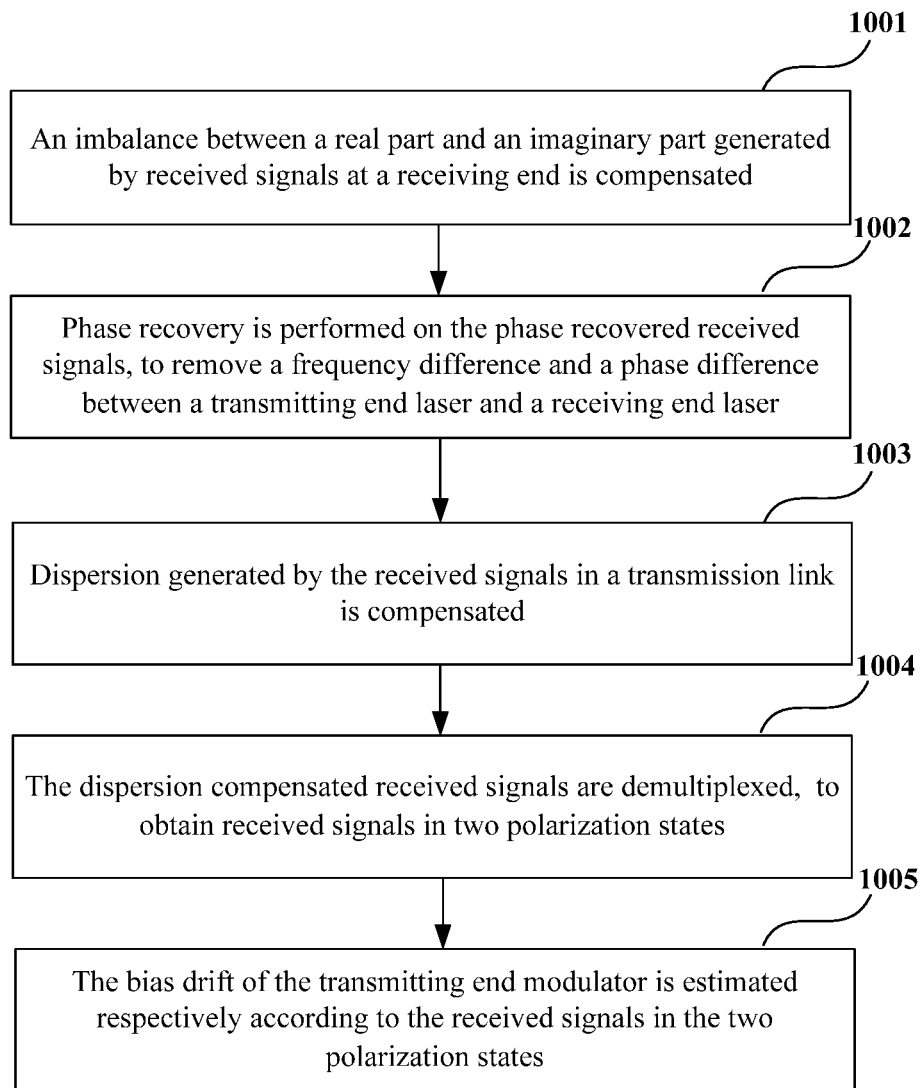 1001
An imbalance between a real part and an imaginary part generated
by received signals at a receiving end is compensated
1002
Phase recovery is performed on the phase recovered received
signals, to remove a frequency difference and a phase difference
between a transmitting end laser and a receiving end laser
1003
Dispersion generated by the received signals in a transmission link
is compensated
1004
The dispersion compensated received signals are demultiplexed, to
obtain received signals in two polarization states
1005
The bias drift of the transmitting end modulator is estimated
respectively according to the received signals in the two
polarization states